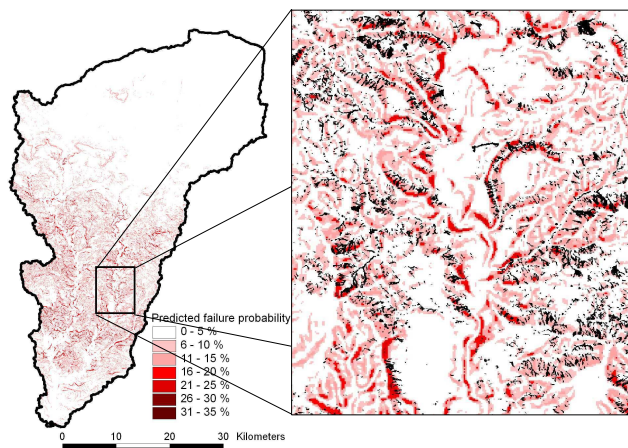 Predicted failure probability
0 - 5 %
6 - 10 %
11 - 15 %
16 - 20 %
21 - 25 %
26 - 30 %
31 - 35 %
0 10 20 30 Kilometers